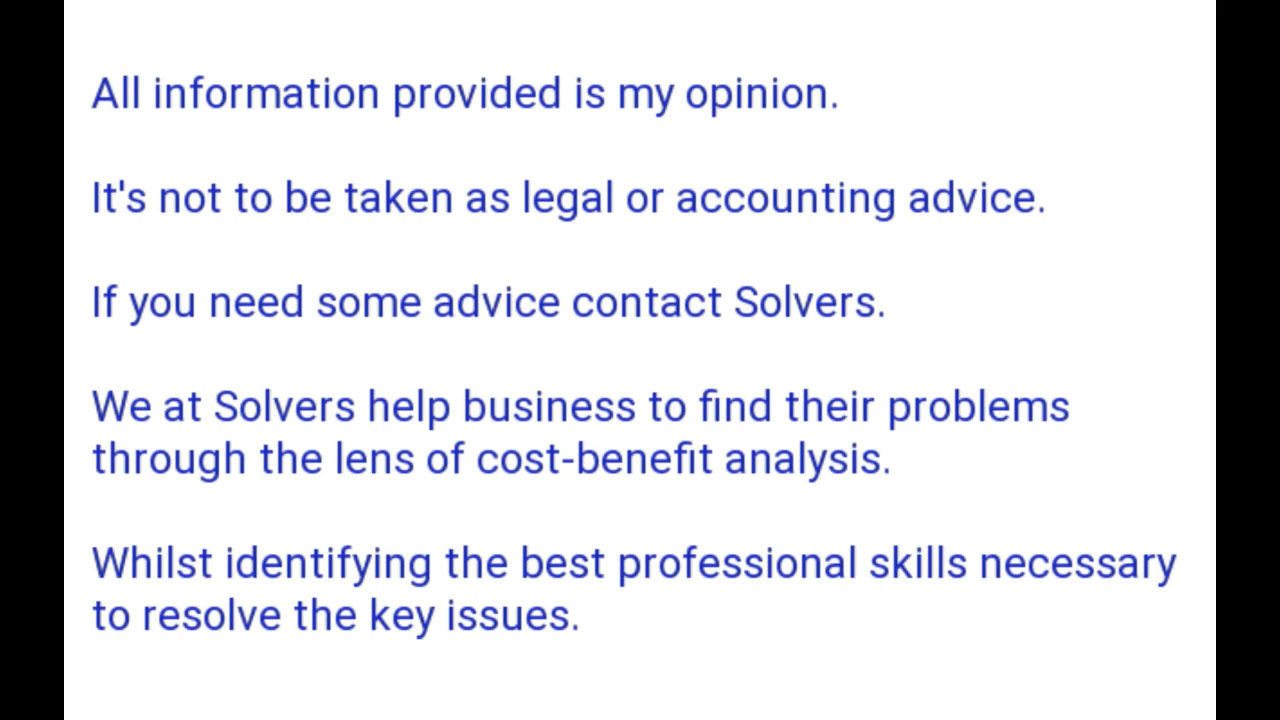 All information provided is my opinion.
It's not to be taken as legal or accounting advice.
If you need some advice contact Solvers.
We at Solvers help business to find their problems
through the lens of cost-benefit analysis.
Whilst identifying the best professional skills necessary
to resolve the key issues.